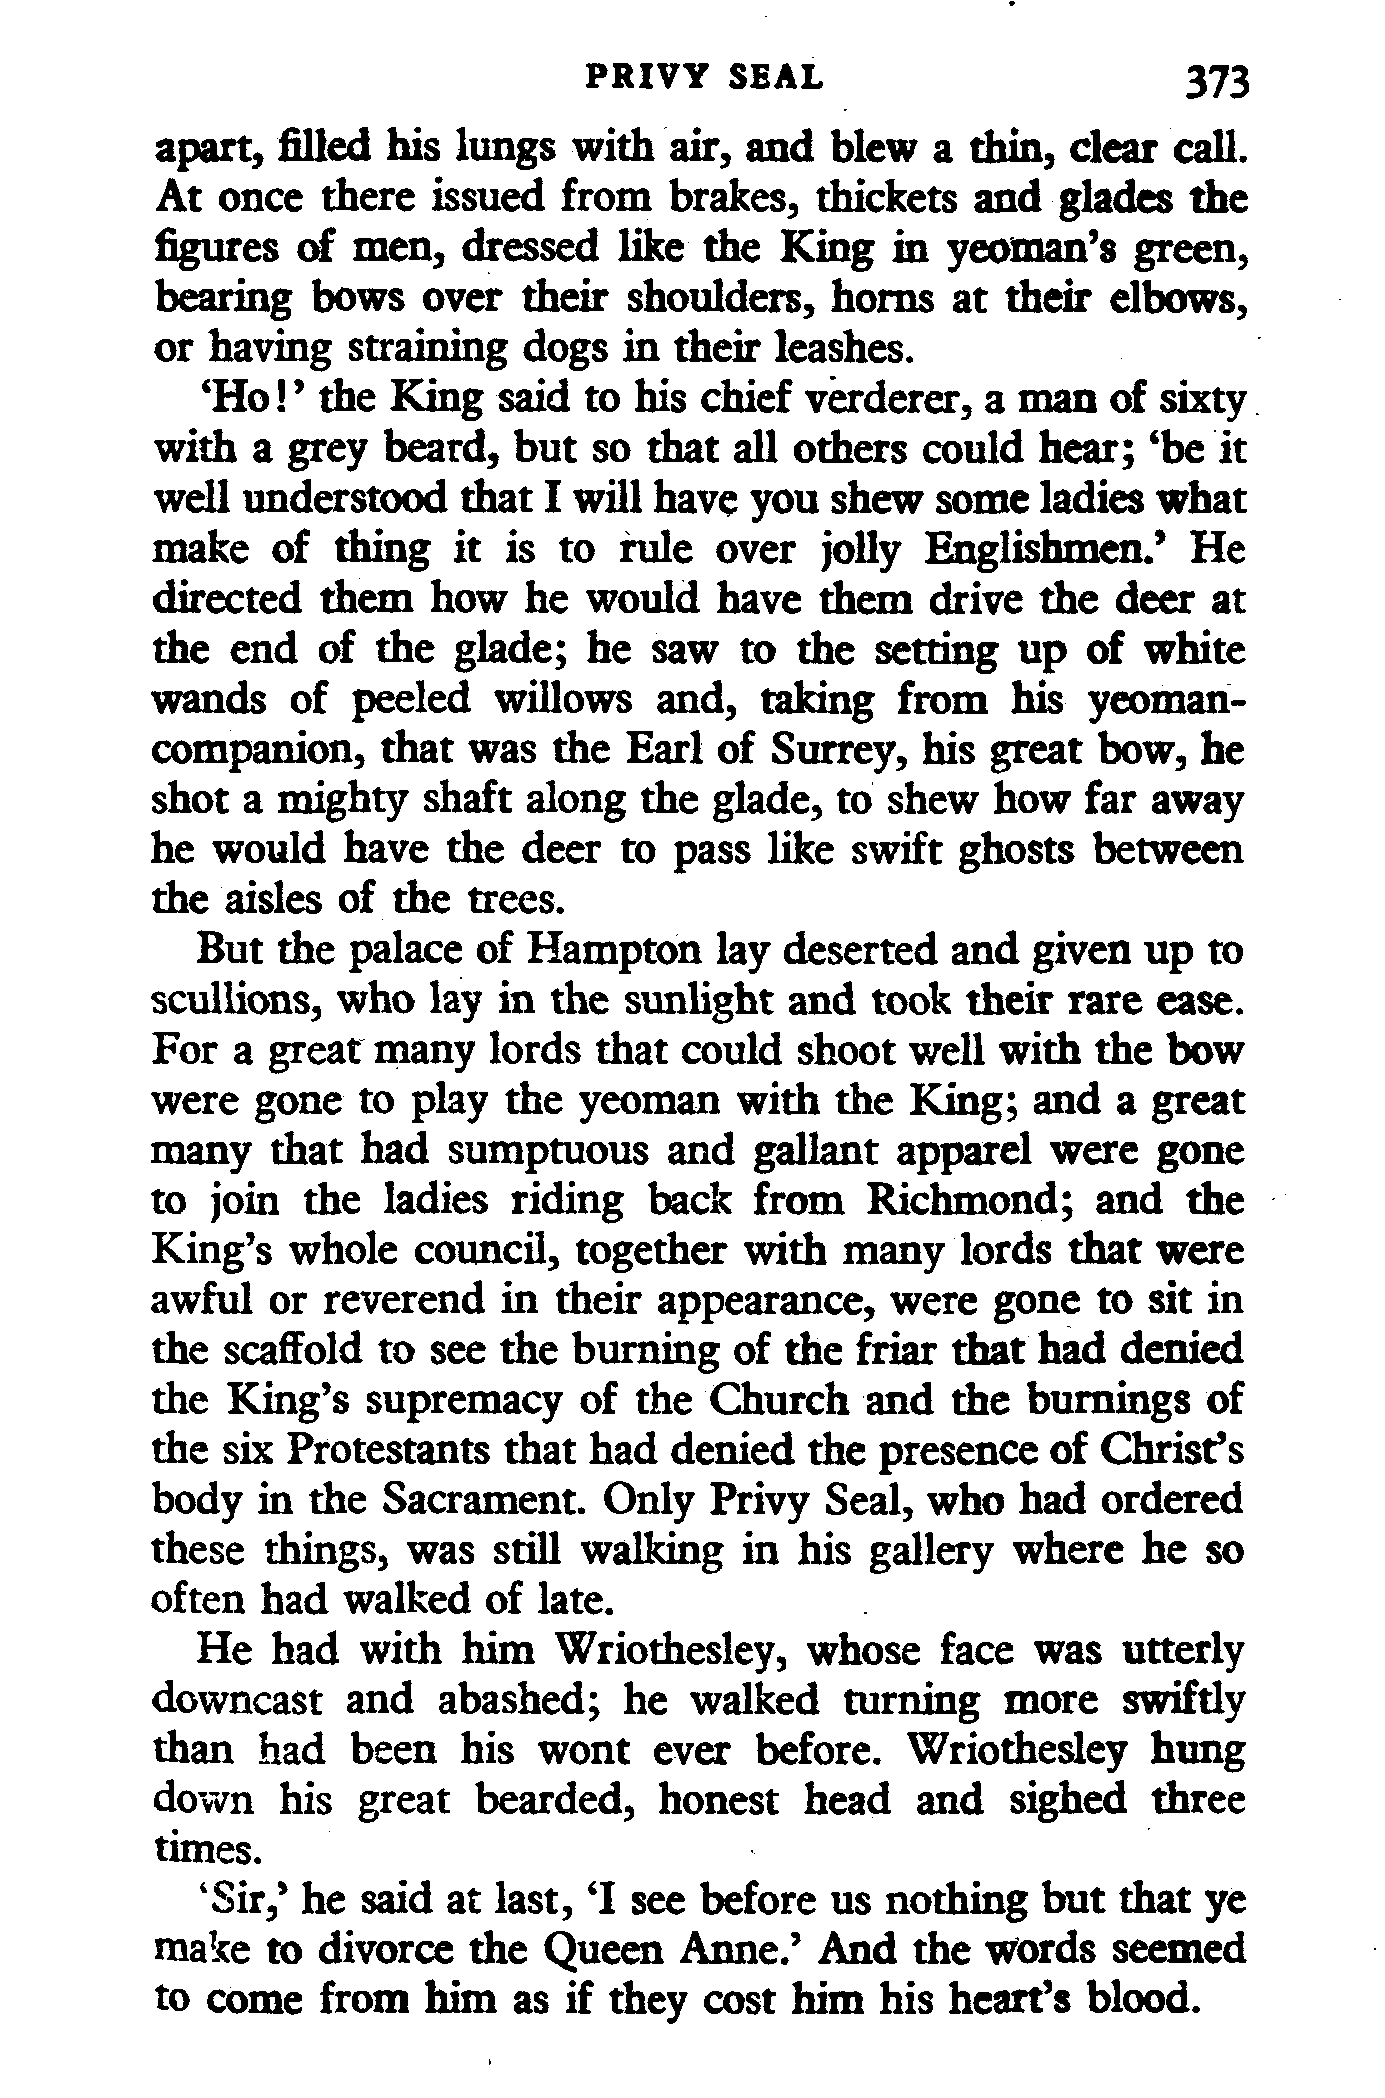 PRIVY SEAL 373
apart, filled his lungs with air, and blew a thin, clear call.
At once there issued from brakes, thickets and glades the
figures of men, dressed like the King in yeoman's green,
bearing bows over their shoulders, horns at their elbows,
or having straining dogs in their leashes.
‘Ho!’ the King said to his chief verderer, a man of sixty
with a grey beard, but so that all others could hear; ‘be it
well understood that I will have you shew some ladies what
make of thing it is to rule over jolly Englishmen.’ He
directed them how he would have them drive the deer at
the end of the glade; he saw to the setting up of white
wands of peeled willows and, taking from his yeoman-
companion, that was the Earl of Surrey, his great bow, he
shot a mighty shaft along the glade, to shew how far away
he would have the deer to pass like swift ghosts between
the aisles of the trees.
But the palace of Hampton lay deserted and given up to
scullions, who lay in the sunlight and took their rare ease.
For a great many lords that could shoot well with the bow
were gone to play the yeoman with the King; and a great
many that had sumptuous and gallant apparel were gone
to join the ladies riding back from Richmond; and the
King's whole council, together with many lords that were
awful or reverend in their appearance, were gone to sit in
the scaffold to see the burning of the friar that had denied
the King's supremacy of the Church and the burnings of
the six Protestants that had denied the presence of Christ's
body in the Sacrament. Only Privy Seal, who had ordered
these things, was still walking in his gallery where he so
often had walked of late.
He had with him Wriothesley, whose face was utterly
downcast and abashed; he walked turning more swiftly
than had been his wont ever before. Wriothesley hung
down his great bearded, honest head and sighed three
times.
‘Sir,’ he said at last, ‘I see before us nothing but that ye
make to divorce the Queen Anne.’ And the words seemed
to come from him as if they cost him his heart's blood.